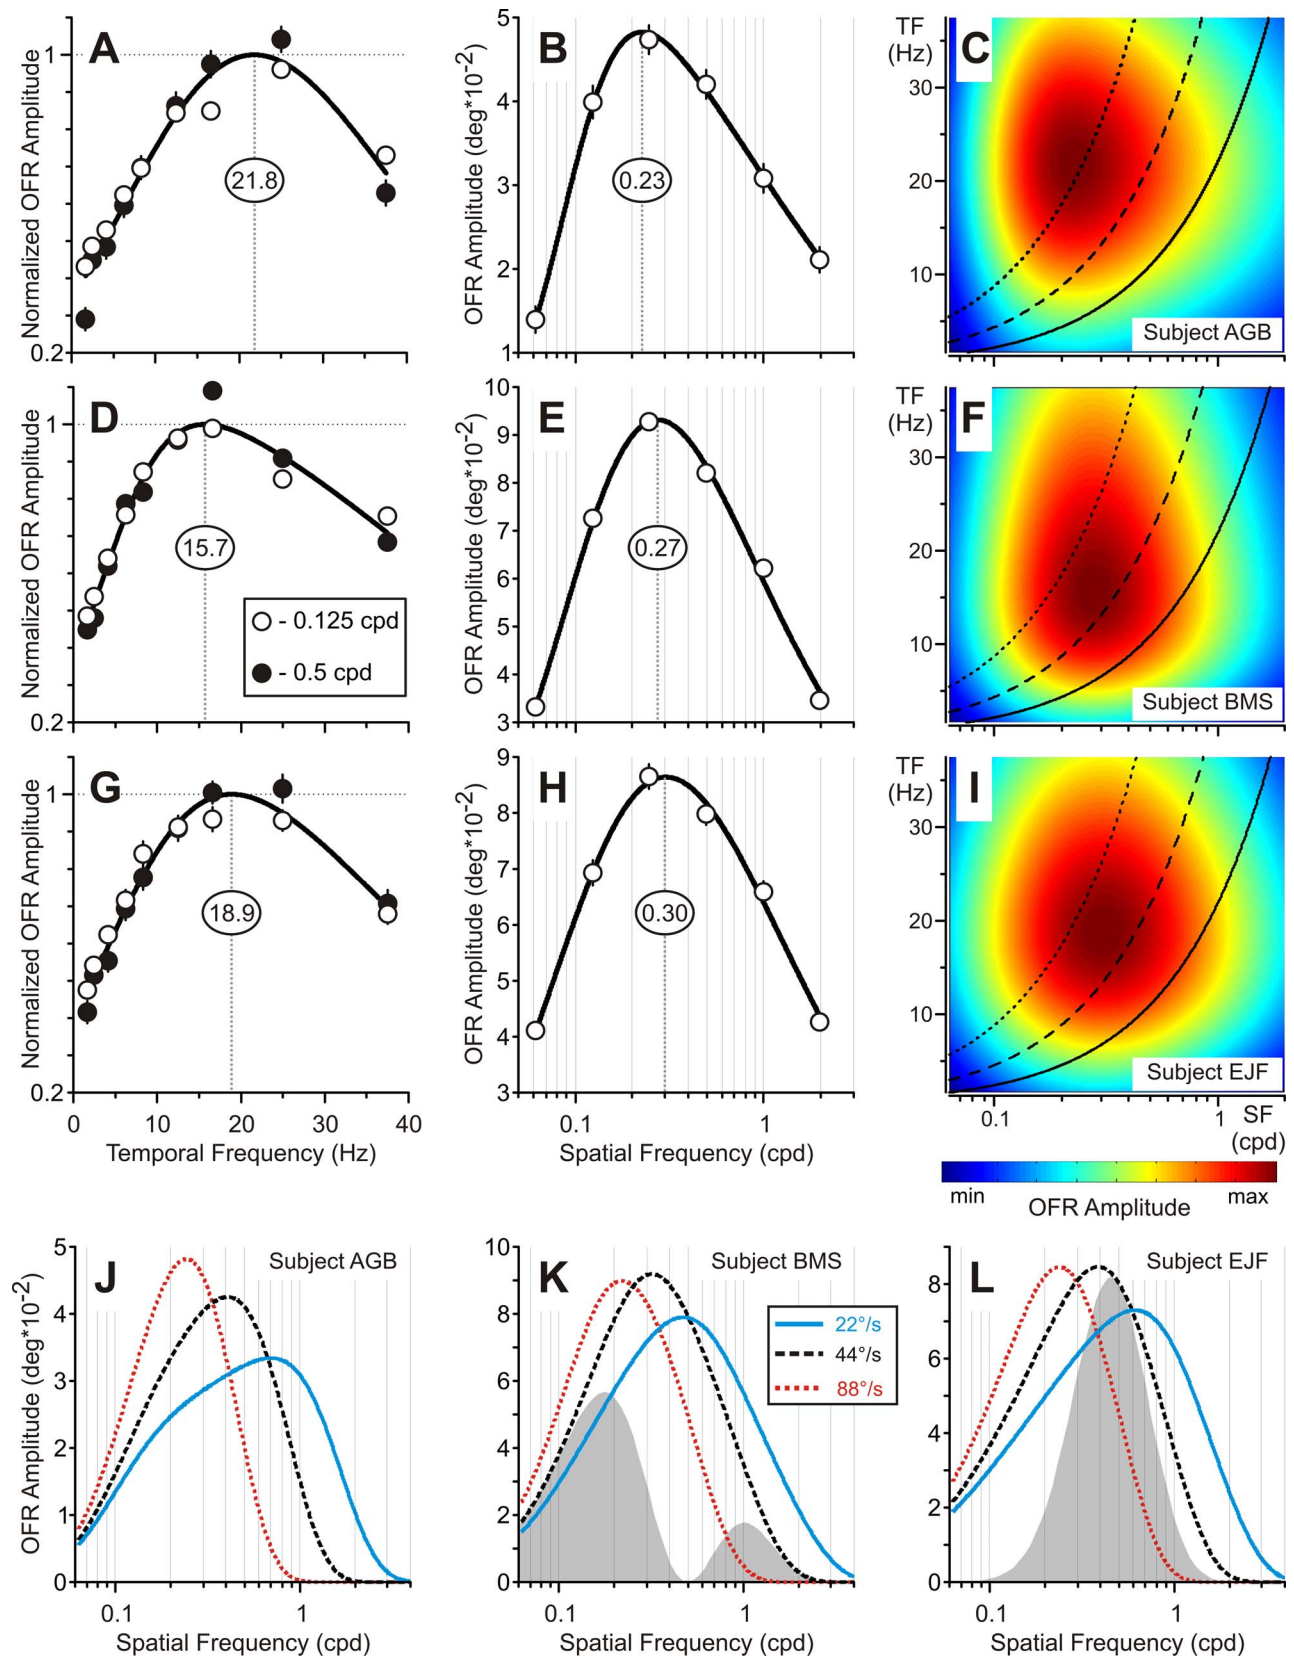 A
Normalized OFR Amplitude
1
0.2
21.8
B
OFR Amplitude (deg*10-2)
5
4
3
2
1
0.23
C
TF
(Hz)
30
20
10
Subject AGB
D
Normalized OFR Amplitude
1
0.2
15.7
- 0.125 cpd
- 0.5 cpd
E
OFR Amplitude (deg*10-2)
10
9
8
7
6
5
4
3
0.27
F
TF
(Hz)
30
20
10
Subject BMS
G
Normalized OFR Amplitude
1
0.2
18.9
0 10 20 30 40
Temporal Frequency (Hz)
H
OFR Amplitude (deg*10-2)
9
8
7
6
5
4
3
0.30
0.1 1
Spatial Frequency (cpd)
I
TF
(Hz)
30
20
10
Subject EJF
0.1 1 SF
(cpd)
min max
OFR Amplitude
J
Subject AGB
OFR Amplitude (deg*10-2)
5
4
3
2
1
0
0.1 1
Spatial Frequency (cpd)
K
Subject BMS
10
8
6
4
2
0
22°/s
44°/s
88°/s
0.1 1
Spatial Frequency (cpd)
L
Subject EJF
8
6
4
2
0
0.1 1
Spatial Frequency (cpd)